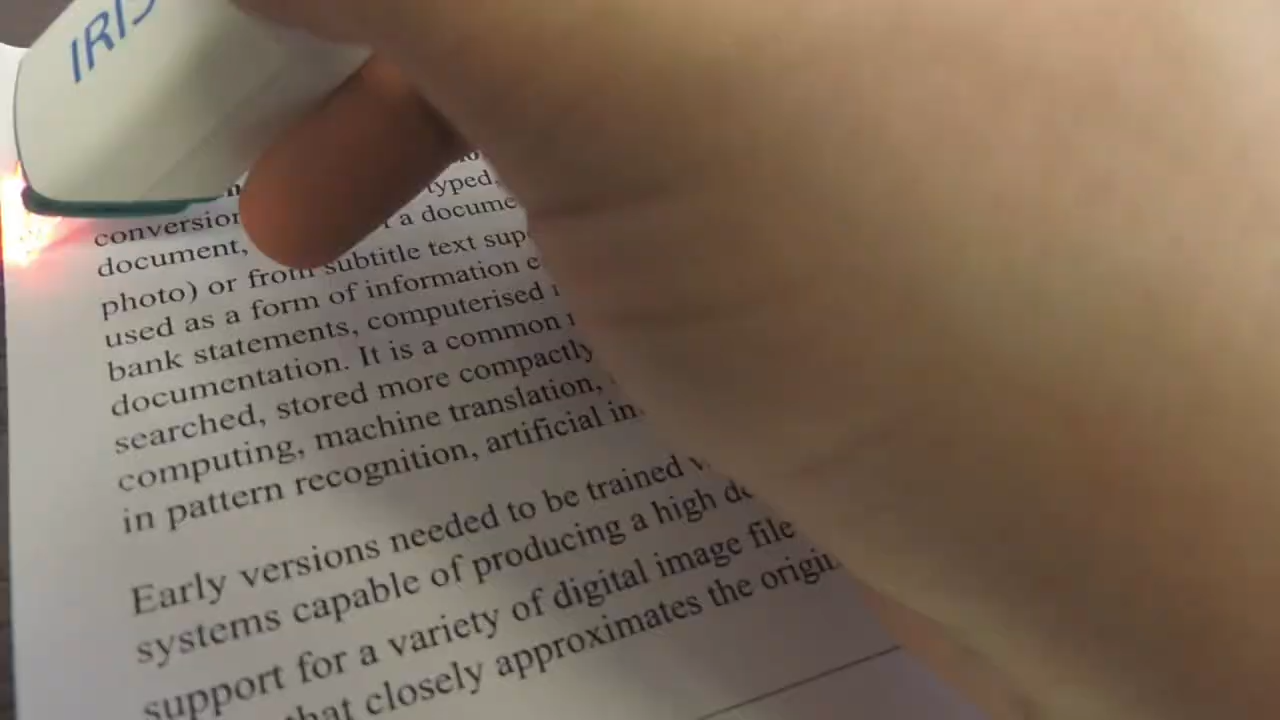 IRIS
typed,
conversion a docume
document,
photo) or from subtitle text sup
used as a form of information
bank statements, computerised
documentation. It is a common
searched, stored more compactly
computing, machine translation,
in pattern recognition, artificial in
Early versions needed to be trained
systems capable of producing a high
support for a variety of digital image file
that closely approximates the origin